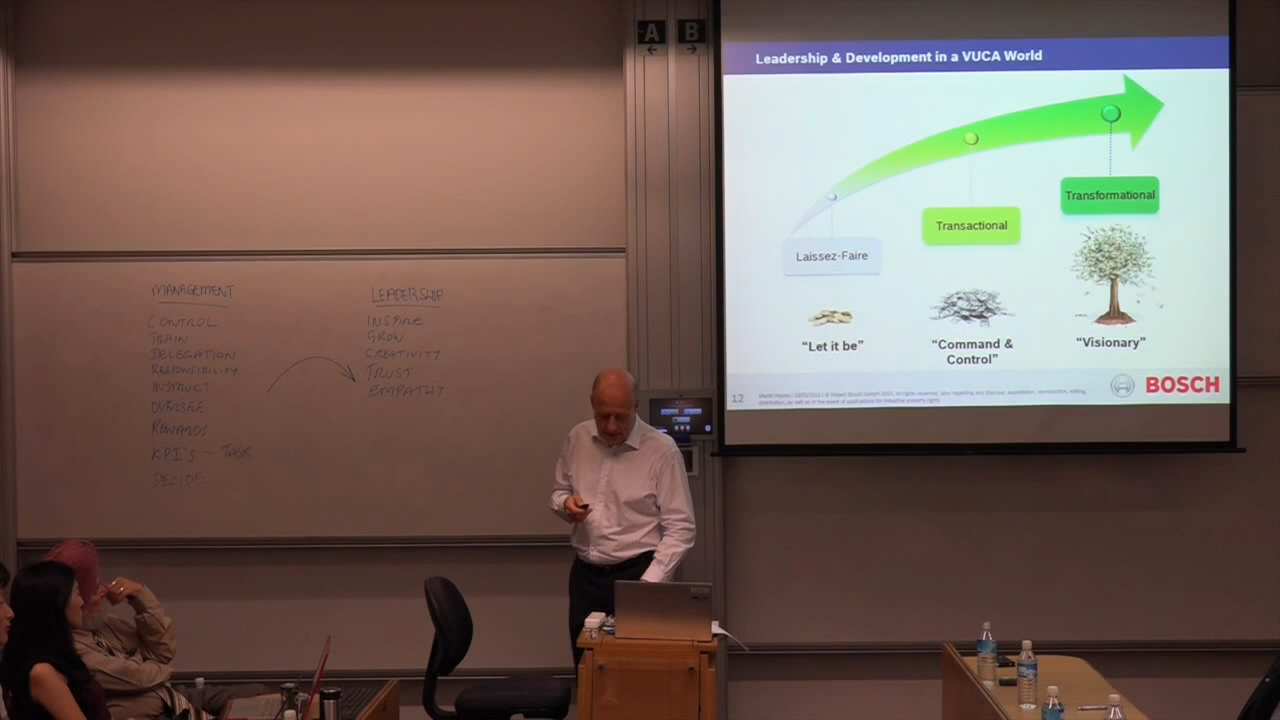 MANAGEMENT
CONTROL
TRAIN
DELEGATION
RESPONSIBILITY
INSTRUCT
OVERSEE
REWARDS
KPI'S — TASK
DECIDE
LEADERSHIP
INSPIRE
GROW
CREATIVITY
TRUST
EMPATHY
A
B
Leadership & Development in a VUCA World
Laissez-Faire
Transactional
Transformational
"Let it be"
"Command &
Control"
"Visionary"
12
BOSCH